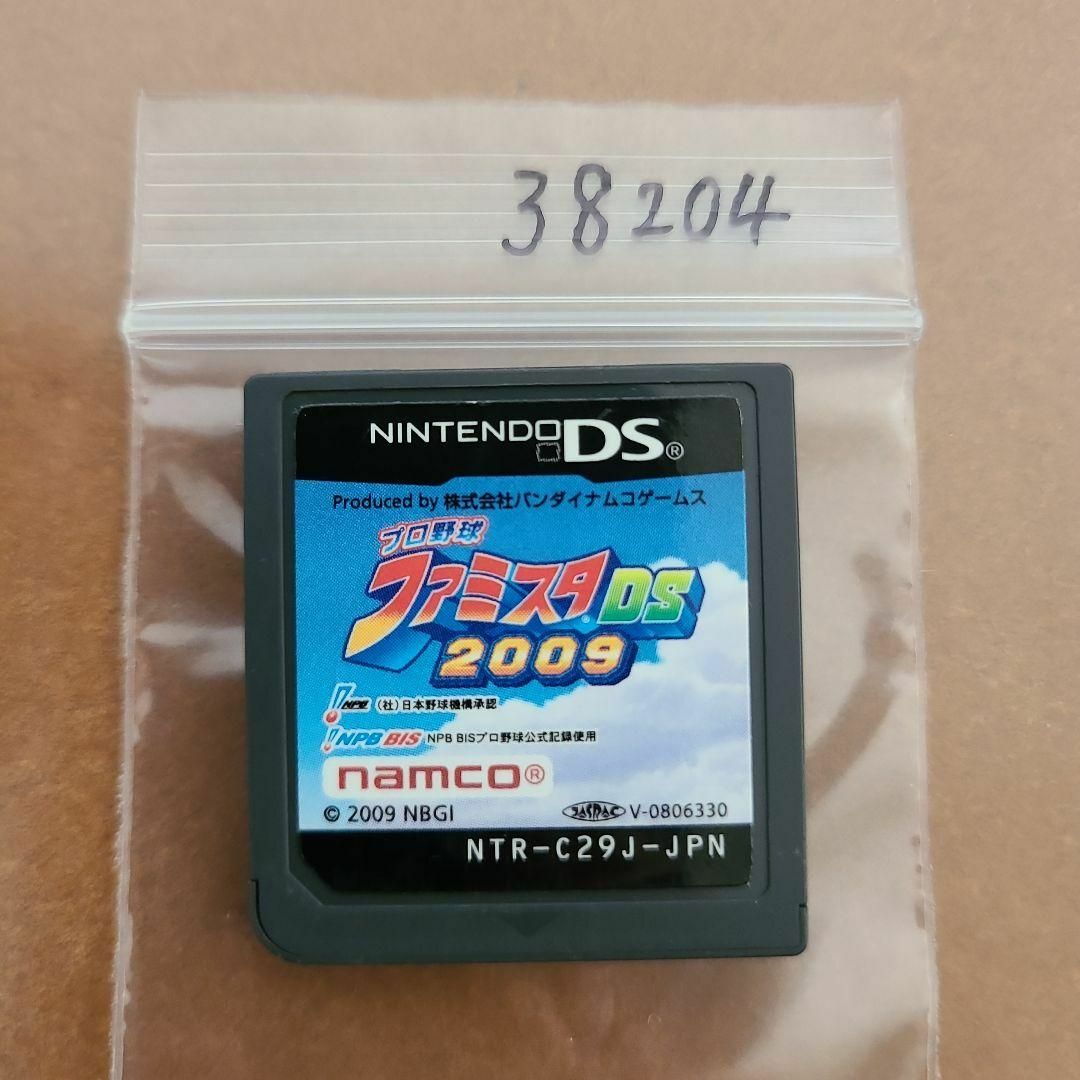 38204
NINTENDO DS®
Produced by 株式会社バンダイナムコゲームス
プロ野球
ファミスタ®DS
2009
NPB (社)日本野球機構承認
NPB BIS NPB BISプロ野球公式記録使用
namco®
© 2009 NBGI JASRAC V-0806330
NTR-C29J-JPN